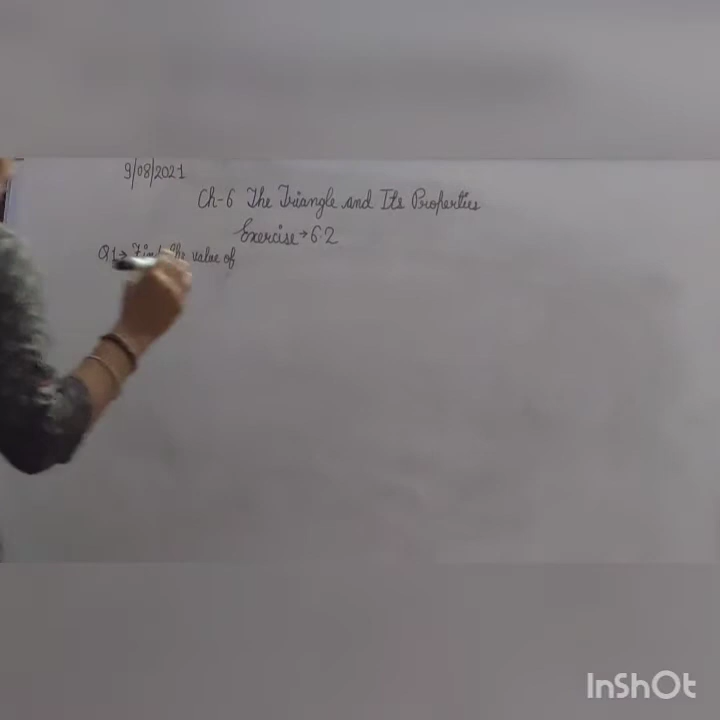 9/08/2021
Ch-6 The Triangle and Its Properties
Exercise → 6.2
Q1→ Find the value of
InShOt